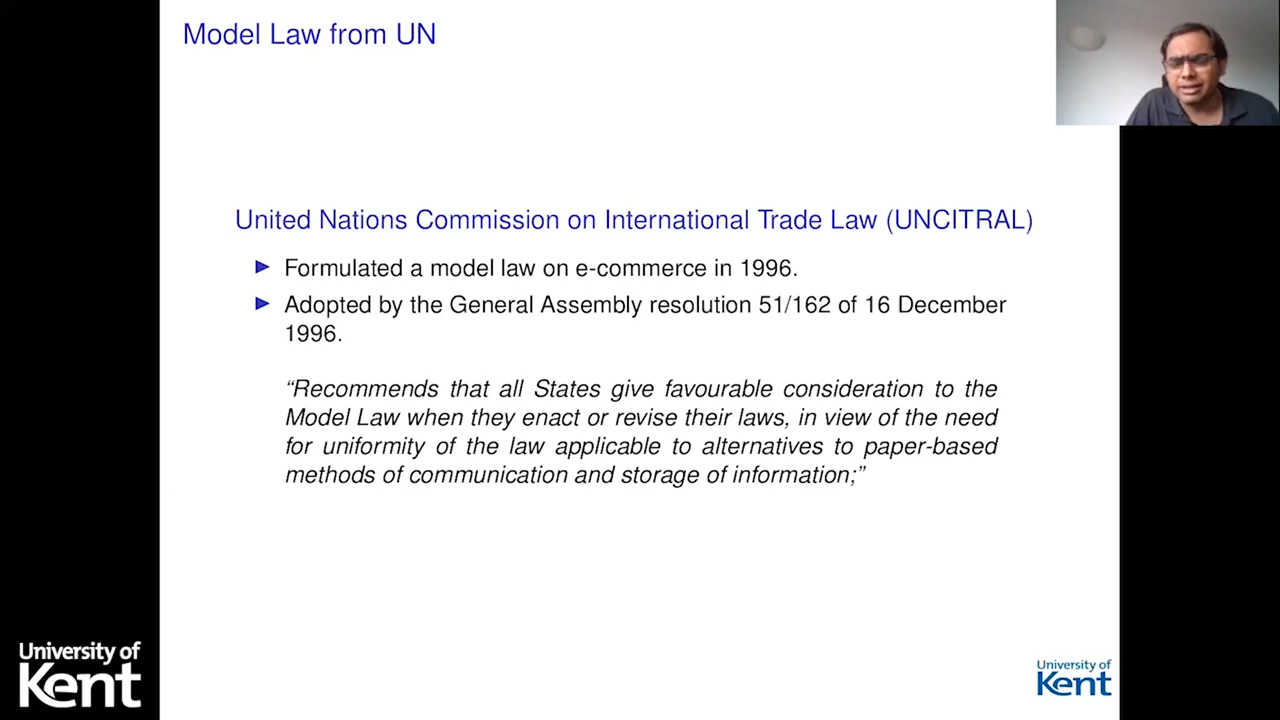 Model Law from UN
United Nations Commission on International Trade Law (UNCITRAL)
Formulated a model law on e-commerce in 1996.
Adopted by the General Assembly resolution 51/162 of 16 December
1996.
“Recommends that all States give favourable consideration to the
Model Law when they enact or revise their laws, in view of the need
for uniformity of the law applicable to alternatives to paper-based
methods of communication and storage of information;”
University of
Kent
University of
Kent